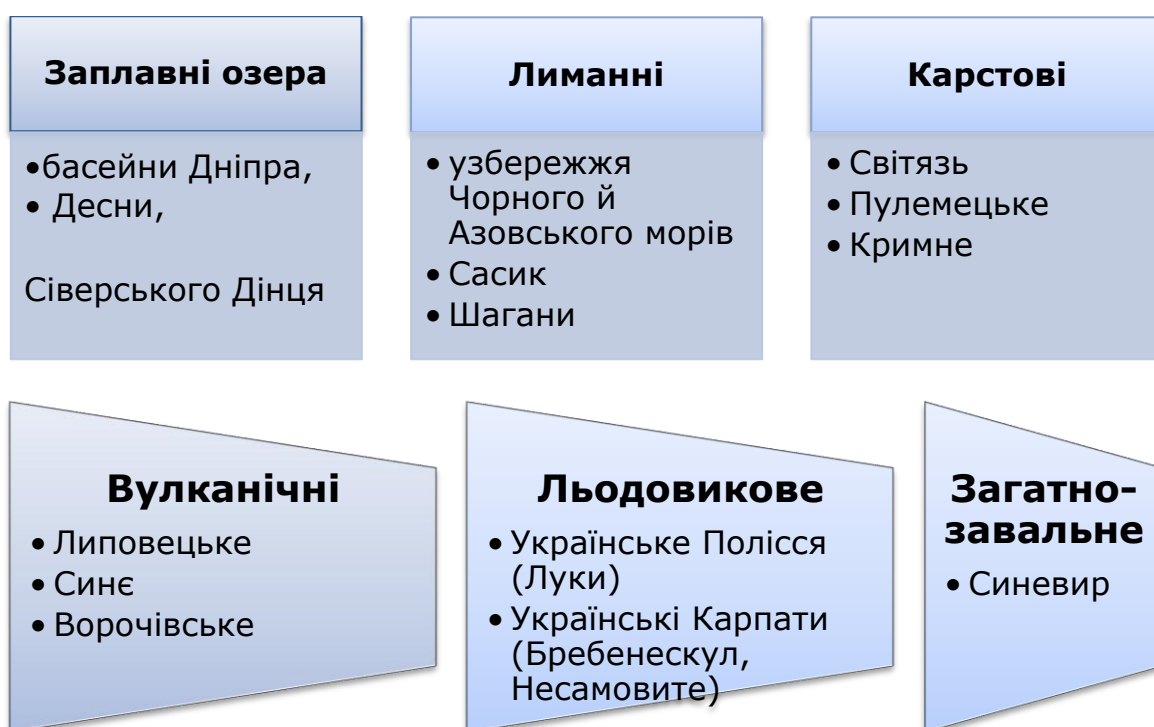 Заплавні озера
•басейни Дніпра,
• Десни,
Сіверського Дінця
Лиманні
• узбережжя
Чорного й
Азовського морів
• Сасик
• Шагани
Карстові
• Світязь
• Пулемецьке
• Кримне
Вулканічні
• Липовецьке
• Синє
• Ворочівське
Льодовикове
• Українське Полісся
(Луки)
• Українські Карпати
(Бребенескул,
Несамовите)
Загатно-
завальне
• Синевир